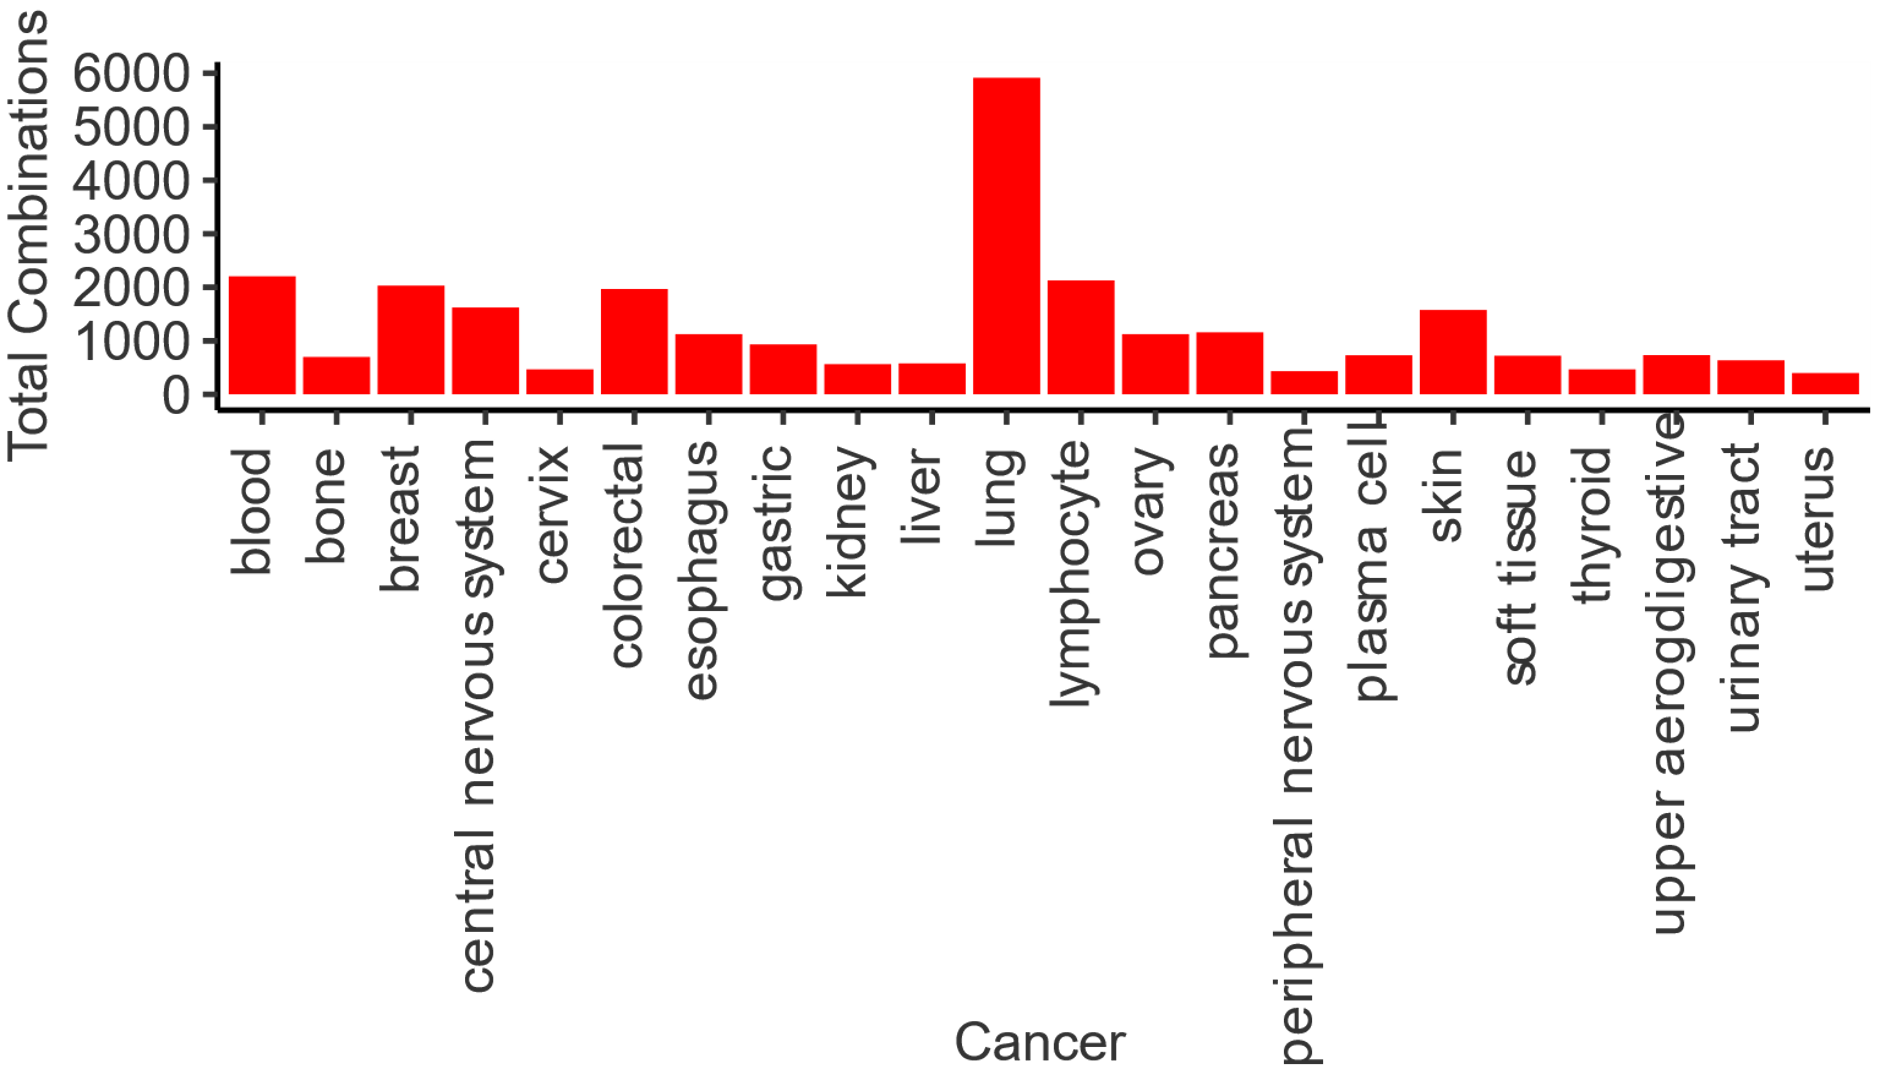 Total Combinations
6000
5000
4000
3000
2000
1000
0
blood
bone
breast
central nervous system
cervix
colorectal
esophagus
gastric
kidney
liver
lung
lymphocyte
ovary
pancreas
peripheral nervous system
plasma cell
skin
soft tissue
thyroid
upper aerogdigestive
urinary tract
uterus
Cancer